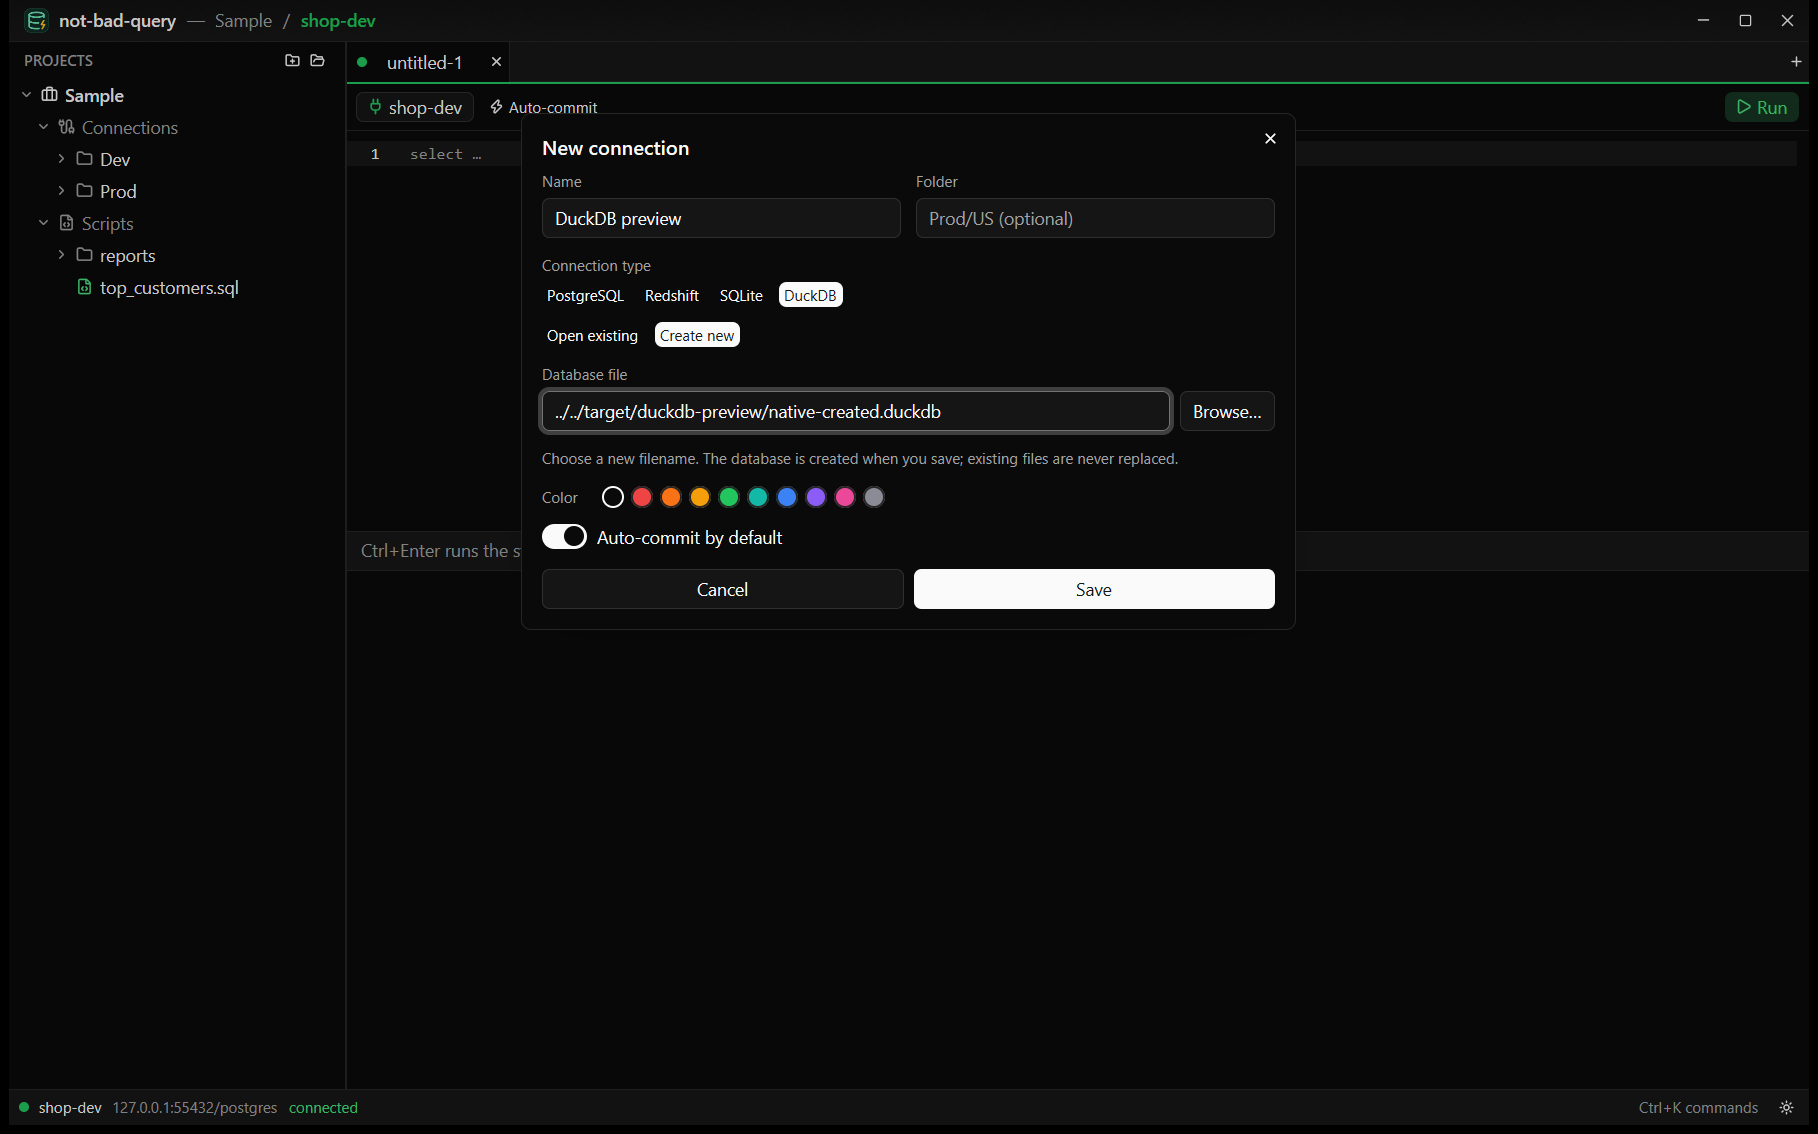 not-bad-query — Sample / shop-dev
PROJECTS
Sample
Connections
Dev
Prod
Scripts
reports
top_customers.sql
untitled-1
shop-dev Auto-commit Run
1 select …
New connection
Name Folder
DuckDB preview Prod/US (optional)
Connection type
PostgreSQL Redshift SQLite DuckDB
Open existing Create new
Database file
../../target/duckdb-preview/native-created.duckdb Browse...
Choose a new filename. The database is created when you save; existing files are never replaced.
Color
Auto-commit by default
Cancel Save
Ctrl+Enter runs the
shop-dev 127.0.0.1:55432/postgres connected Ctrl+K commands